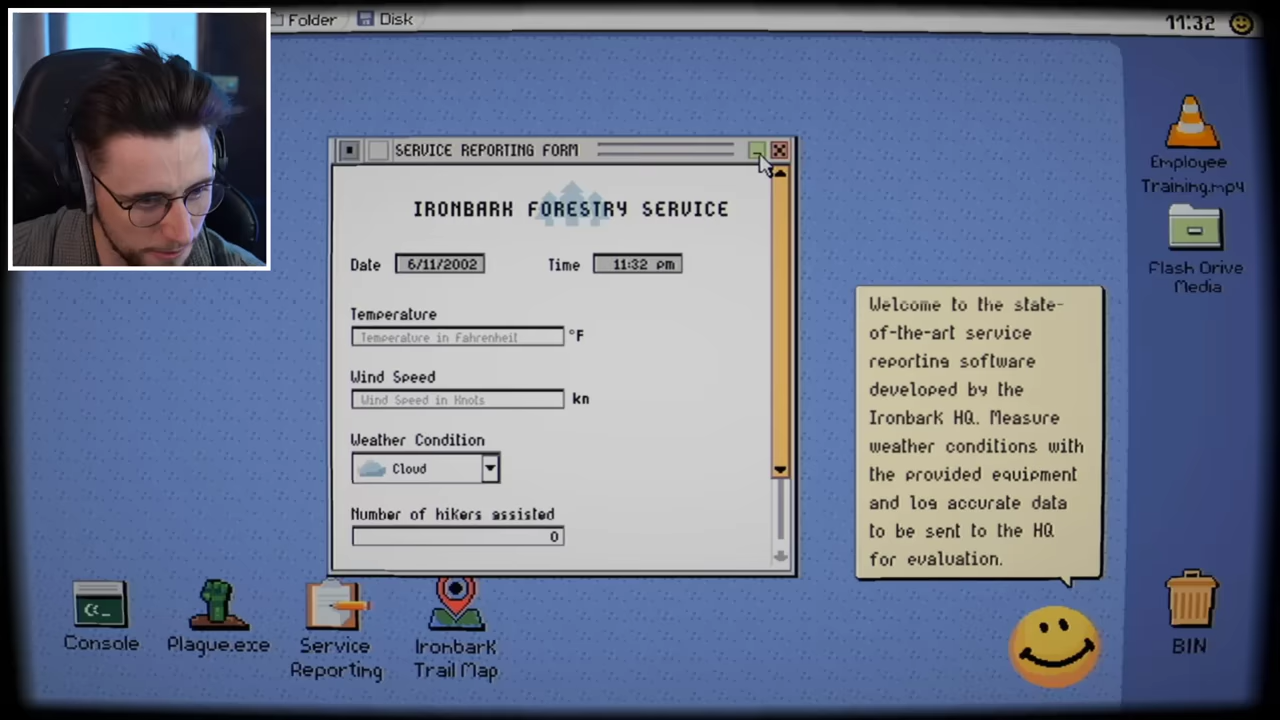 Folder
Disk
11:32
SERVICE REPORTING FORM
IRONBARK FORESTRY SERVICE
Date 6/11/2002 Time 11:32 pm
Temperature
Temperature in Fahrenheit °F
Wind Speed
Wind Speed in Knots kn
Weather Condition
Cloud
Number of hikers assisted
0
Welcome to the state-
of-the-art service
reporting software
developed by the
Ironbark HQ. Measure
weather conditions with
the provided equipment
and log accurate data
to be sent to the HQ
for evaluation.
Employee
Training.mp4
Flash Drive
Media
Console
Plague.exe
Service
Reporting
Ironbark
Trail Map
BIN